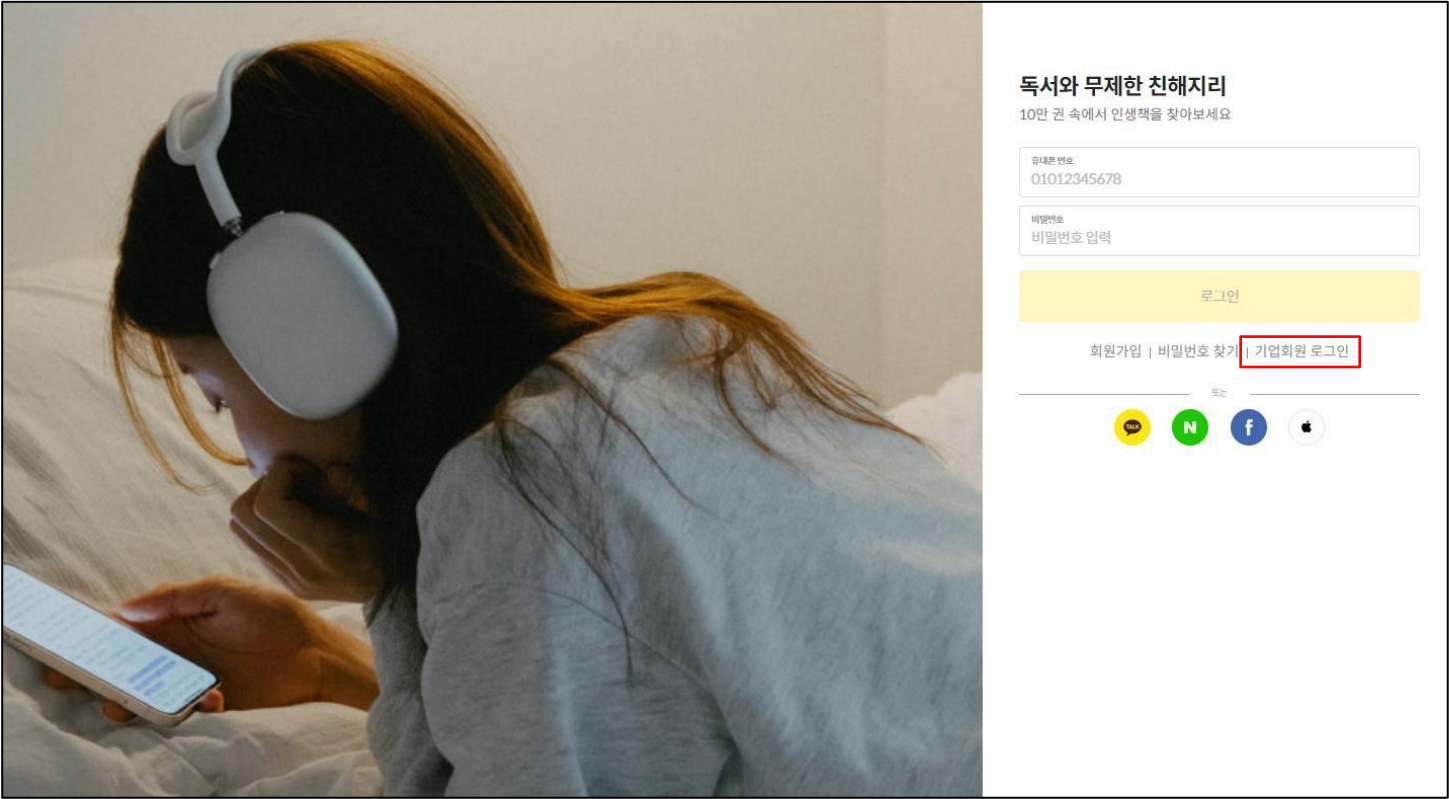 독서와 무제한 친해지리
10만 권 속에서 인생책을 찾아보세요
휴대폰 번호
01012345678
비밀번호
비밀번호 입력
로그인
회원가입 | 비밀번호 찾기 | 기업회원 로그인
또는
TALK N f